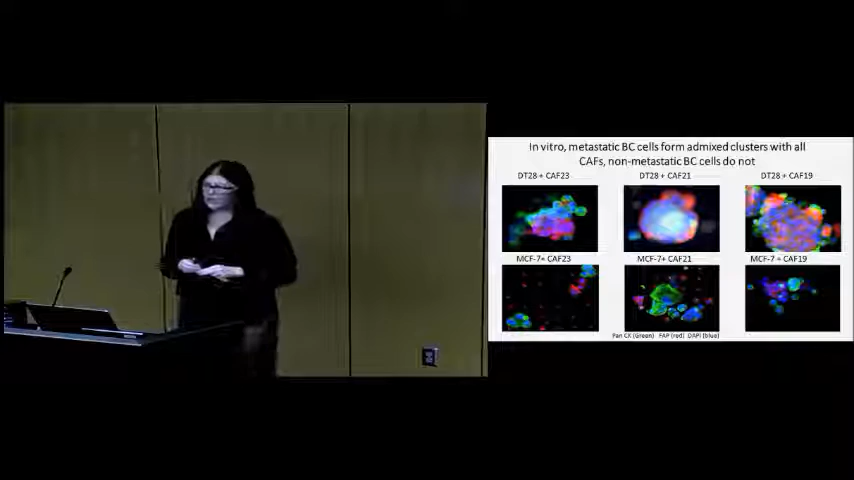 In vitro, metastatic BC cells form admixed clusters with all
CAFs, non-metastatic BC cells do not
DT28 + CAF23 DT28 + CAF21 DT28 + CAF19
MCF-7+ CAF23 MCF-7+ CAF21 MCF-7 + CAF19
Pan CK (Green) FAP (red) DAPI (blue)